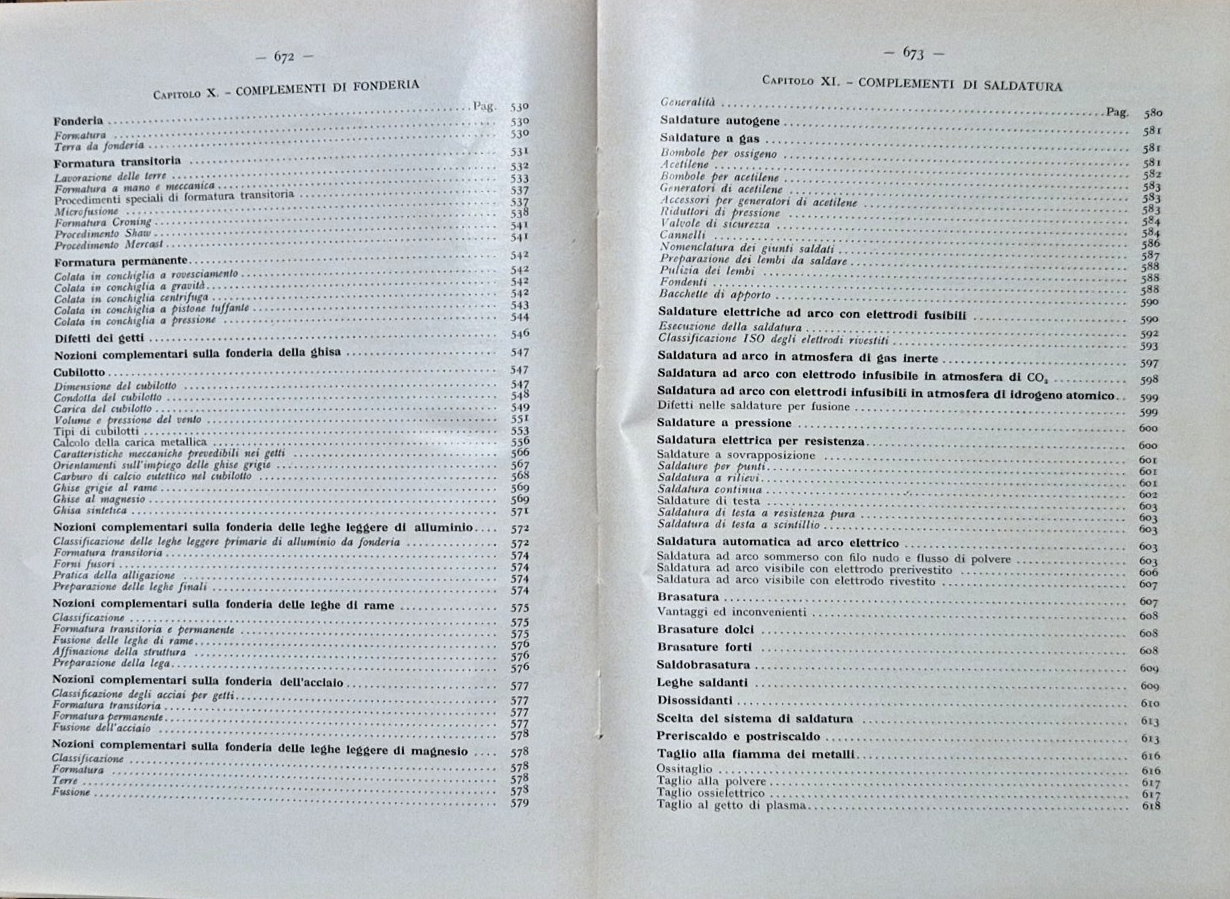 — 672 —
Capitolo X. – COMPLEMENTI DI FONDERIA
Fonderia ........ Pag. 530
Formatura ........ 530
Terra da fonderia ........ 530
Formatura transitoria ........ 531
Lavorazione delle terre ........ 532
Formatura a mano e meccanica ........ 533
Procedimenti speciali di formatura transitoria ........ 537
Microfusione ........ 537
Formatura Croning ........ 538
Procedimento Shaw ........ 541
Procedimento Mercast ........ 541
Formatura permanente ........ 542
Colata in conchiglia a rovesciamento ........ 542
Colata in conchiglia a gravità ........ 542
Colata in conchiglia centrifuga ........ 542
Colata in conchiglia a pistone tuffante ........ 543
Colata in conchiglia a pressione ........ 544
Difetti dei getti ........ 546
Nozioni complementari sulla fonderia della ghisa ........ 547
Cubilotto ........ 547
Dimensione del cubilotto ........ 547
Condotta del cubilotto ........ 548
Carica del cubilotto ........ 549
Volume e pressione del vento ........ 551
Tipi di cubilotti ........ 553
Calcolo della carica metallica ........ 556
Caratteristiche meccaniche prevedibili nei getti ........ 566
Orientamenti sull'impiego delle ghise grigie ........ 567
Carburo di calcio eutettico nel cubilotto ........ 568
Ghise grigie al rame ........ 569
Ghise al magnesio ........ 569
Ghisa sintetica ........ 571
Nozioni complementari sulla fonderia delle leghe leggere di alluminio .... 572
Classificazione delle leghe leggere primarie di alluminio da fonderia ........ 572
Formatura transitoria ........ 574
Forni fusori ........ 574
Pratica della alligazione ........ 574
Preparazione delle leghe finali ........ 574
Nozioni complementari sulla fonderia delle leghe di rame ........ 575
Classificazione ........ 575
Formatura transitoria e permanente ........ 575
Fusione delle leghe di rame ........ 576
Affinazione della struttura ........ 576
Preparazione della lega ........ 576
Nozioni complementari sulla fonderia dell'acciaio ........ 577
Classificazione degli acciai per getti ........ 577
Formatura transitoria ........ 577
Formatura permanente ........ 577
Fusione dell'acciaio ........ 578
Nozioni complementari sulla fonderia delle leghe leggere di magnesio .... 578
Classificazione ........ 578
Formatura ........ 578
Terre ........ 578
Fusione ........ 579
— 673 —
Capitolo XI. – COMPLEMENTI DI SALDATURA
Generalità ........ Pag. 580
Saldature autogene ........ 581
Saldature a gas ........ 581
Bombole per ossigeno ........ 581
Acetilene ........ 582
Bombole per acetilene ........ 583
Generatori di acetilene ........ 583
Accessori per generatori di acetilene ........ 583
Riduttori di pressione ........ 584
Valvole di sicurezza ........ 584
Cannelli ........ 586
Nomenclatura dei giunti saldati ........ 587
Preparazione dei lembi da saldare ........ 588
Pulizia dei lembi ........ 588
Fondenti ........ 588
Bacchette di apporto ........ 590
Saldature elettriche ad arco con elettrodi fusibili ........ 590
Esecuzione della saldatura ........ 592
Classificazione ISO degli elettrodi rivestiti ........ 593
Saldatura ad arco in atmosfera di gas inerte ........ 597
Saldatura ad arco con elettrodo infusibile in atmosfera di CO₂ ........ 598
Saldatura ad arco con elettrodi infusibili in atmosfera di idrogeno atomico .. 599
Difetti nelle saldature per fusione ........ 599
Saldature a pressione ........ 600
Saldatura elettrica per resistenza ........ 600
Saldature a sovrapposizione ........ 601
Saldature per punti ........ 601
Saldatura a rilievi ........ 601
Saldatura continua ........ 602
Saldature di testa ........ 603
Saldatura di testa a resistenza pura ........ 603
Saldatura di testa a scintillio ........ 603
Saldatura automatica ad arco elettrico ........ 603
Saldatura ad arco sommerso con filo nudo e flusso di polvere ........ 603
Saldatura ad arco visibile con elettrodo prerivestito ........ 606
Saldatura ad arco visibile con elettrodo rivestito ........ 607
Brasatura ........ 607
Vantaggi ed inconvenienti ........ 608
Brasature dolci ........ 608
Brasature forti ........ 608
Saldobrasatura ........ 609
Leghe saldanti ........ 609
Disossidanti ........ 610
Scelta del sistema di saldatura ........ 613
Preriscaldo e postriscaldo ........ 613
Taglio alla fiamma dei metalli ........ 616
Ossitaglio ........ 616
Taglio alla polvere ........ 617
Taglio ossielettrico ........ 617
Taglio al getto di plasma ........ 618